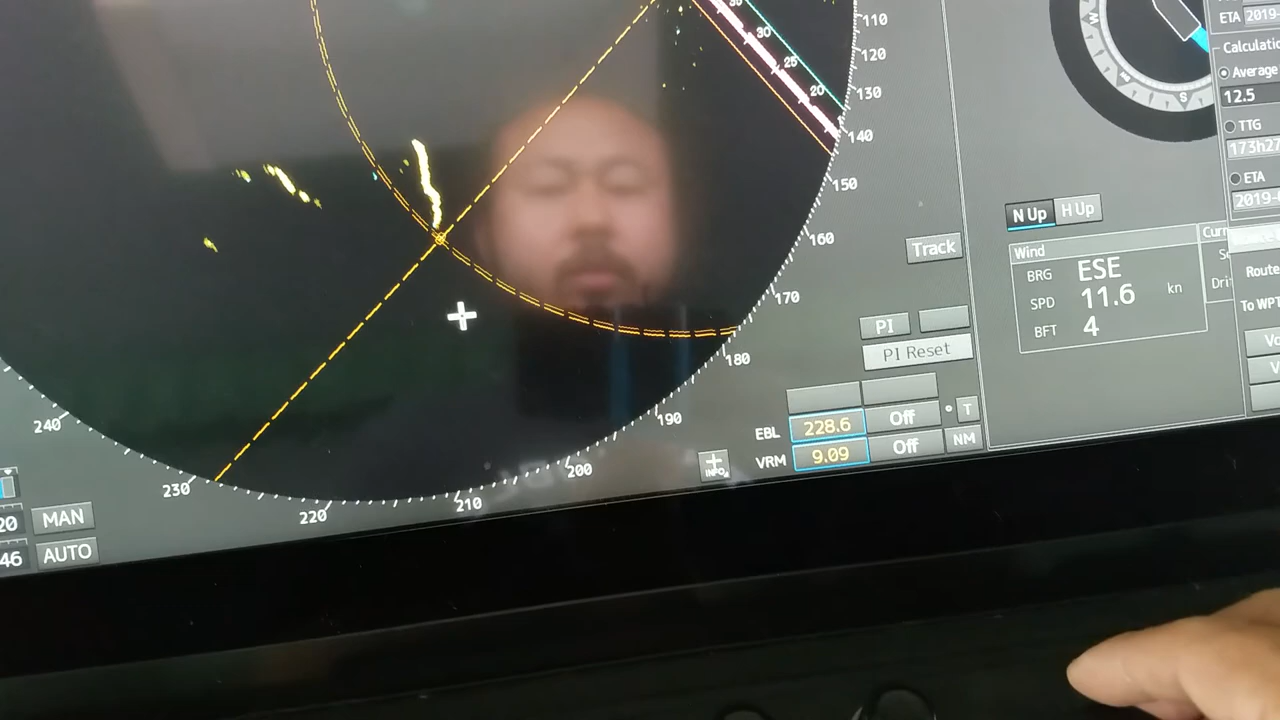 35
30
25
20
110
120
130
140
150
160
170
180
190
200
210
220
230
240
W
S
ETA 2019-
Average
12.5
TTG
173h27
ETA
2019-
N Up H Up
Wind
BRG ESE
SPD 11.6 kn
BFT 4
Route
To WPT
Track
PI
PI Reset
EBL 228.6 Off ° T
VRM 9.09 Off NM
+
INFO
20 MAN
46 AUTO